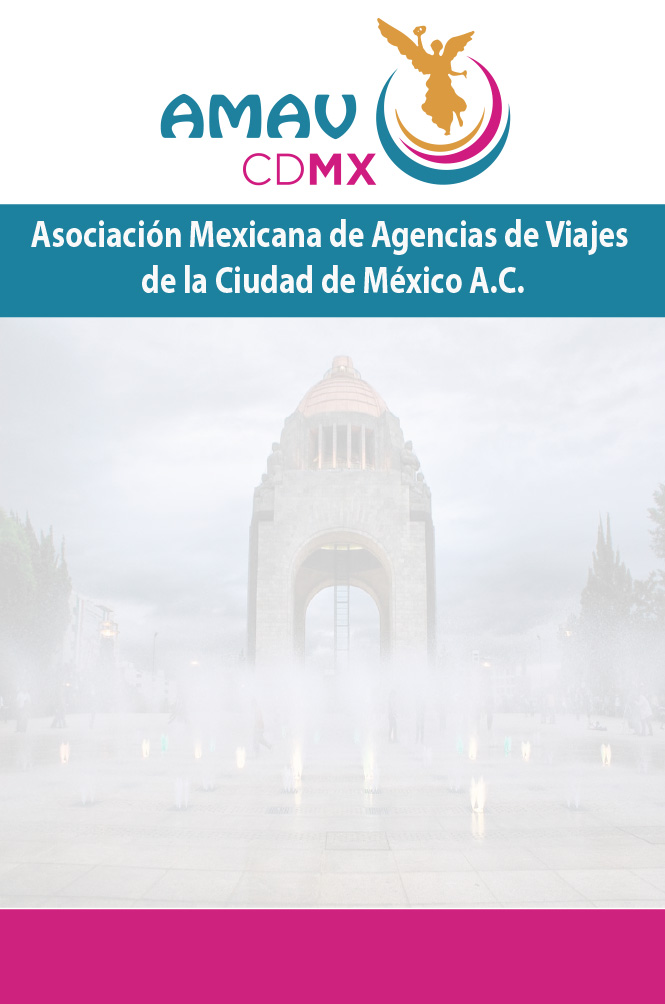 AMAV
CDMX
Asociación Mexicana de Agencias de Viajes
de la Ciudad de México A.C.